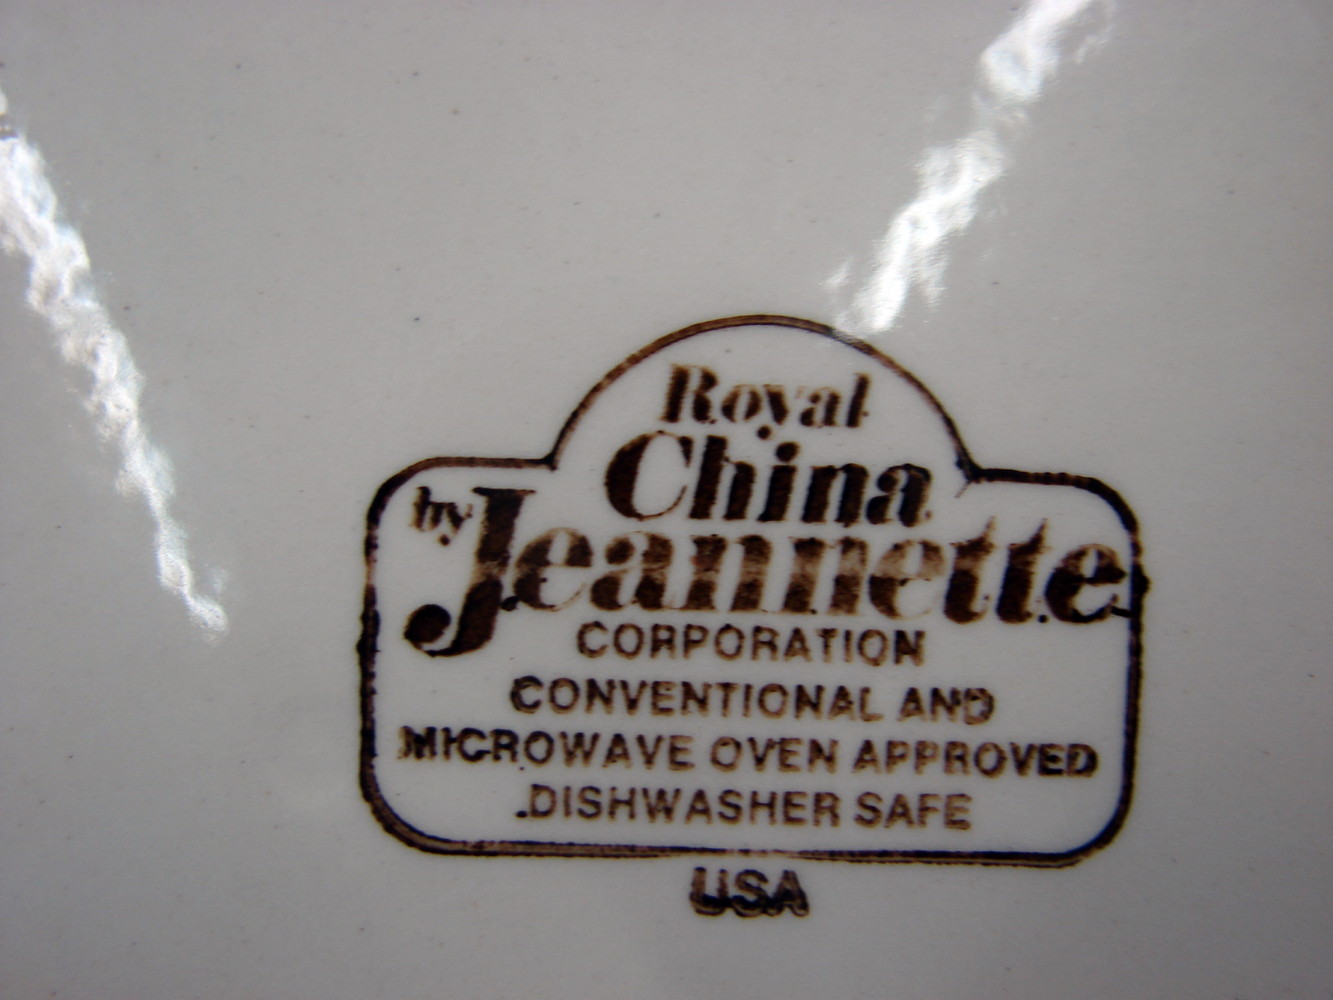 Royal
China
by Jeannette
CORPORATION
CONVENTIONAL AND
MICROWAVE OVEN APPROVED
DISHWASHER SAFE
USA